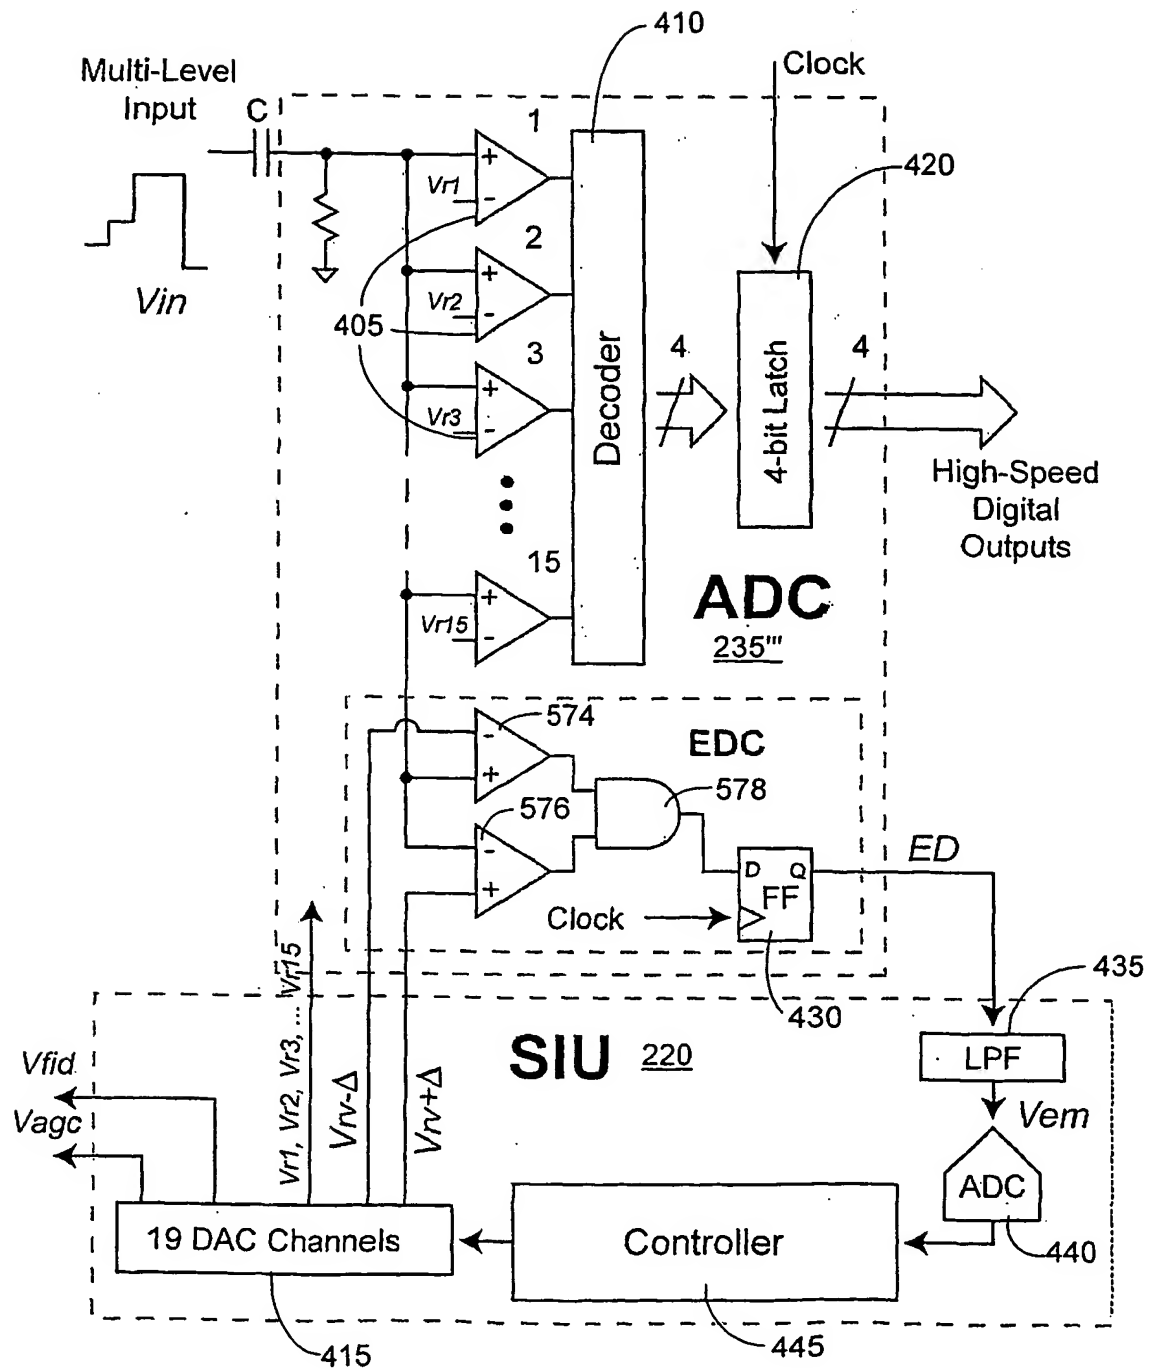 410
Multi-Level
Input
C
Clock
1
Vr1
+
-
420
2
Vr2
+
-
Vin
405
3
Vr3
+
-
Decoder
4
4-bit Latch
4
High-Speed
Digital
Outputs
15
Vr15
+
-
ADC
235'''
574
-
+
EDC
578
576
-
+
D Q
FF
Clock
ED
430
435
SIU 220
LPF
Vem
Vfid
Vagc
Vr1, Vr2, Vr3, ... Vr15
Vrv-Δ
Vrv+Δ
ADC
440
19 DAC Channels
Controller
415
445